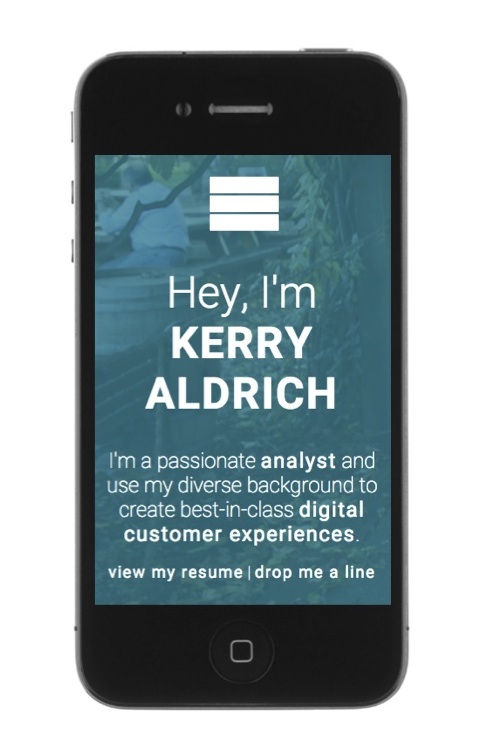 Hey, I'm
KERRY
ALDRICH
I'm a passionate analyst and
use my diverse background to
create best-in-class digital
customer experiences.
view my resume | drop me a line